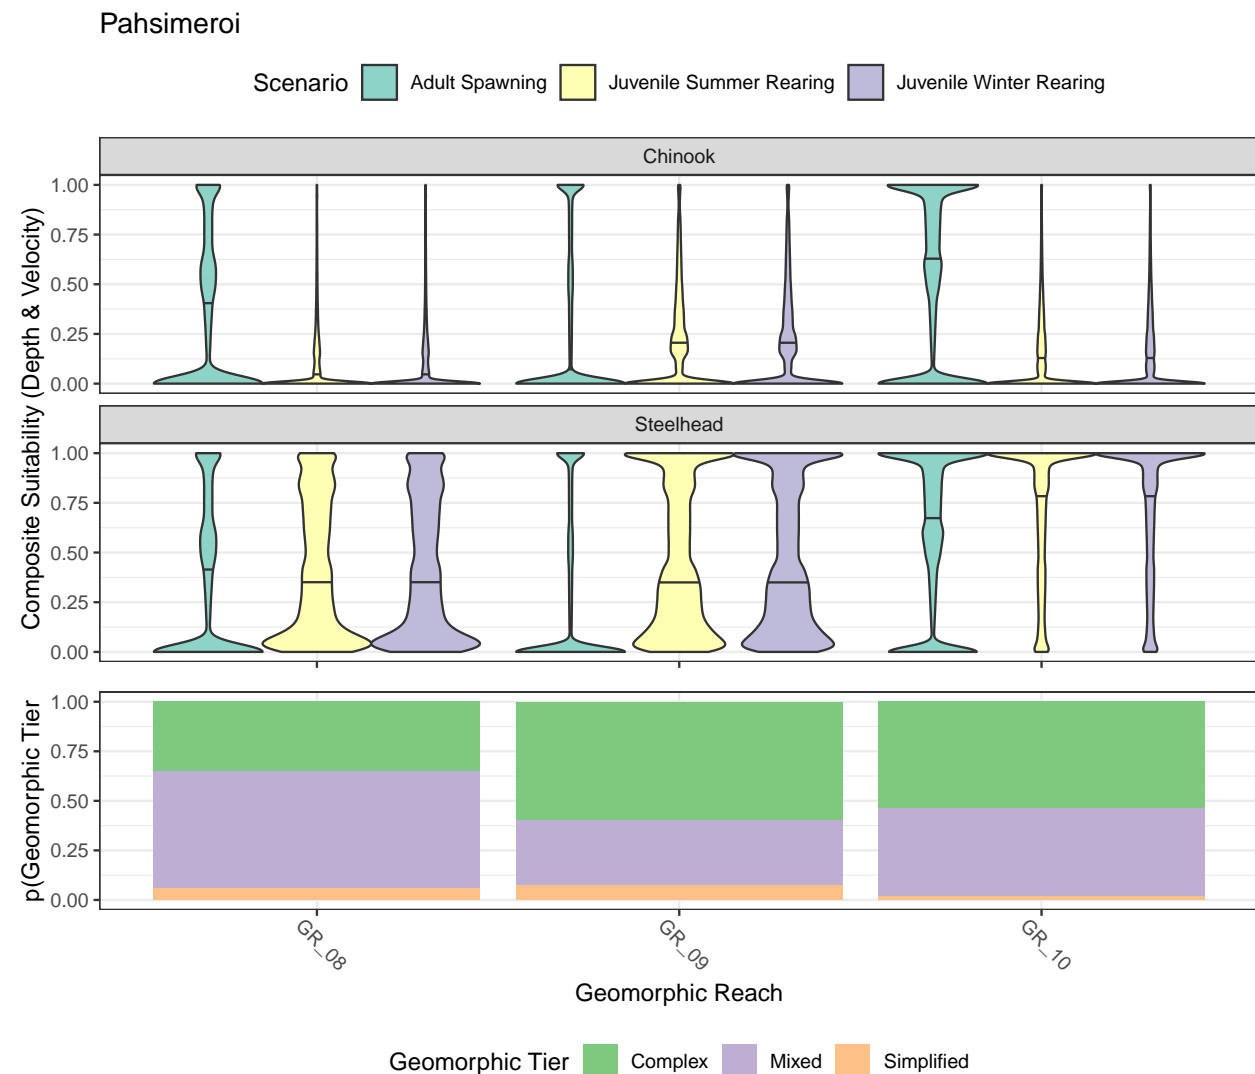 Pahsimeroi
Scenario Adult Spawning Juvenile Summer Rearing Juvenile Winter Rearing
Chinook
1.00
0.75
0.50
0.25
0.00
Composite Suitability (Depth & Velocity)
Steelhead
1.00
0.75
0.50
0.25
0.00
p(Geomorphic Tier
1.00
0.75
0.50
0.25
0.00
GR_08 GR_09 GR_10
Geomorphic Reach
Geomorphic Tier Complex Mixed Simplified